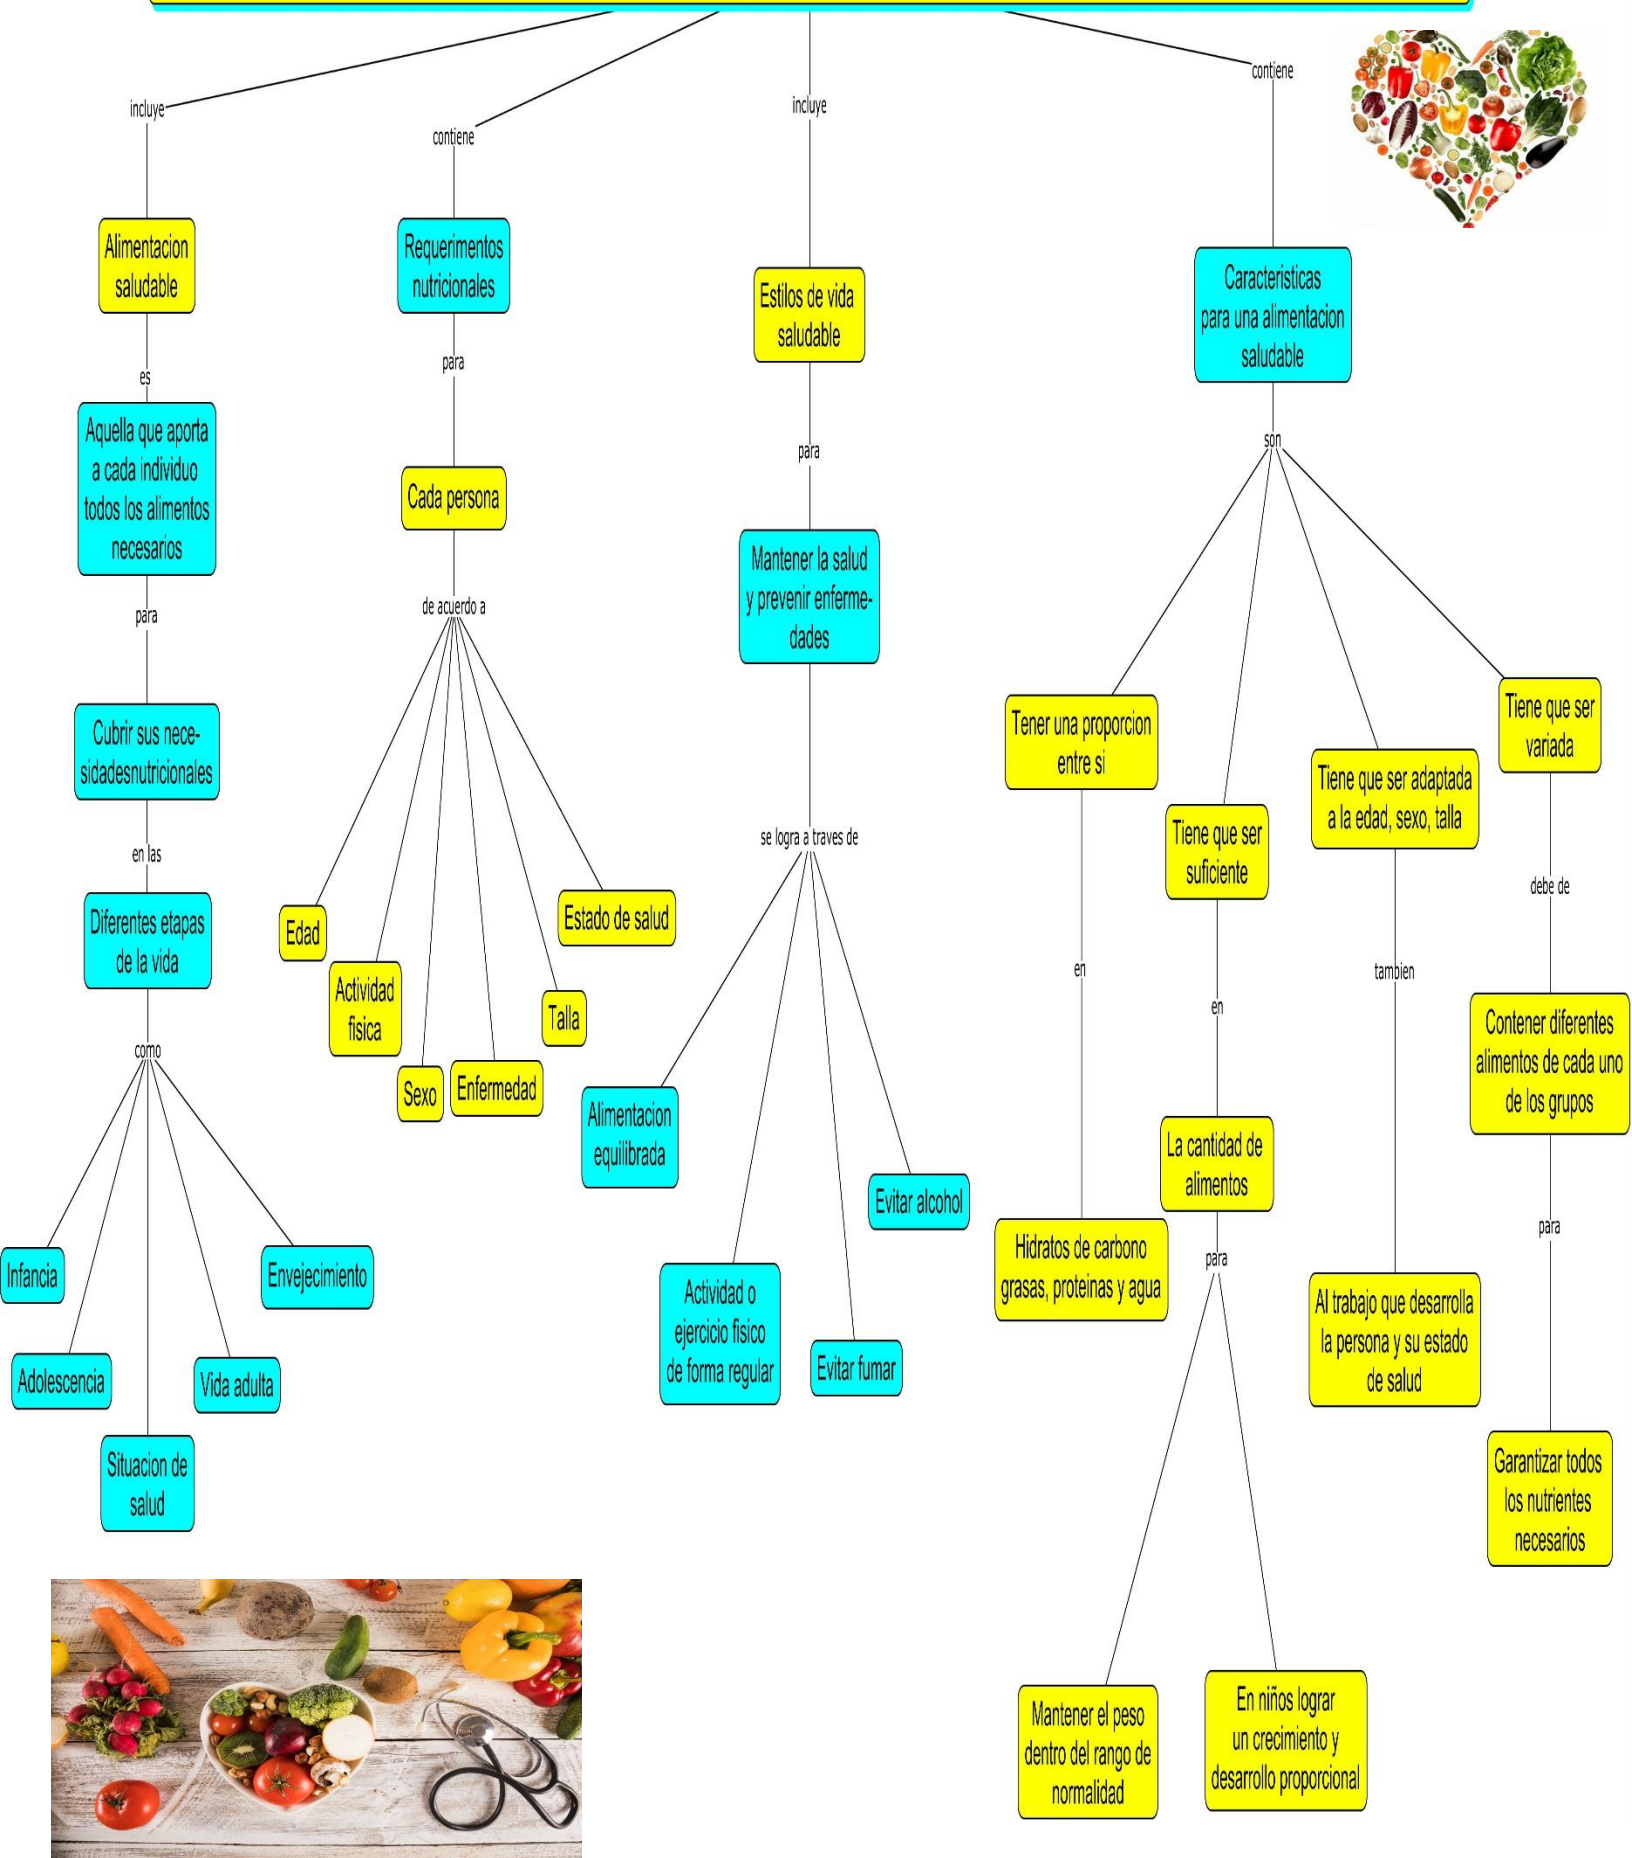 incluye
Alimentacion
saludable
es
Aquella que aporta
a cada individuo
todos los alimentos
necesarios
para
Cubrir sus nece-
sidadesnutricionales
en las
Diferentes etapas
de la vida
como
Infancia
Adolescencia
Situacion de
salud
Vida adulta
Envejecimiento
contiene
Requerimentos
nutricionales
para
Cada persona
de acuerdo a
Edad
Actividad
fisica
Sexo
Enfermedad
Talla
Estado de salud
incluye
Estilos de vida
saludable
para
Mantener la salud
y prevenir enferme-
dades
se logra a traves de
Alimentacion
equilibrada
Actividad o
ejercicio fisico
de forma regular
Evitar fumar
Evitar alcohol
contiene
Caracteristicas
para una alimentacion
saludable
son
Tener una proporcion
entre si
en
Hidratos de carbono
grasas, proteinas y agua
Tiene que ser
suficiente
en
La cantidad de
alimentos
para
Mantener el peso
dentro del rango de
normalidad
En niños lograr
un crecimiento y
desarrollo proporcional
Tiene que ser adaptada
a la edad, sexo, talla
tambien
Al trabajo que desarrolla
la persona y su estado
de salud
Tiene que ser
variada
debe de
Contener diferentes
alimentos de cada uno
de los grupos
para
Garantizar todos
los nutrientes
necesarios